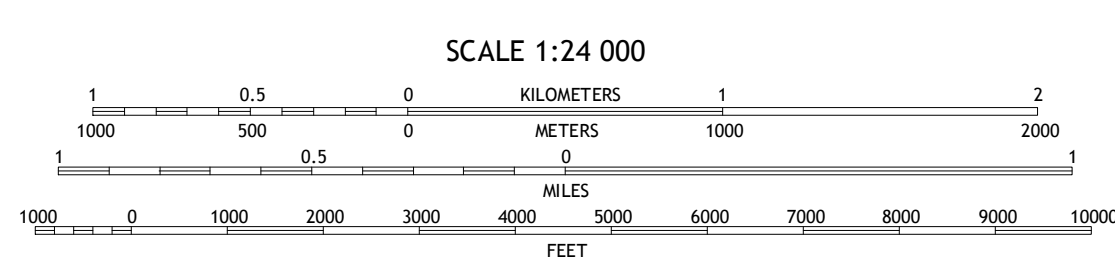 SCALE 1:24 000
1 0.5 0 KILOMETERS 1 2
1000 500 0 METERS 1000 2000
1 0.5 0 1
MILES
1000 0 1000 2000 3000 4000 5000 6000 7000 8000 9000 10000
FEET